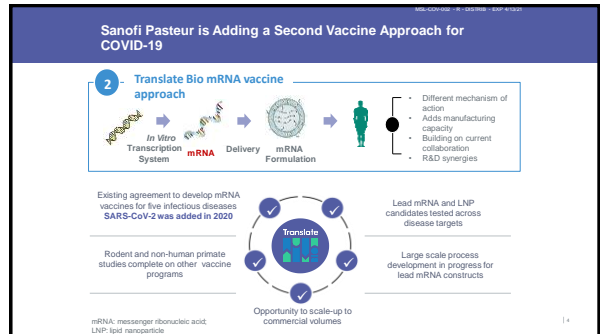 MSL-COV-002 - R - DISTRIB - EXP 4/13/21
Sanofi Pasteur is Adding a Second Vaccine Approach for
COVID-19
2
Translate Bio mRNA vaccine
approach
In Vitro
Transcription
System
mRNA
Delivery
mRNA
Formulation
• Different mechanism of
action
• Adds manufacturing
capacity
• Building on current
collaboration
• R&D synergies
Existing agreement to develop mRNA
vaccines for five infectious diseases
SARS-CoV-2 was added in 2020
Rodent and non-human primate
studies complete on other vaccine
programs
Translate
Lead mRNA and LNP
candidates tested across
disease targets
Large scale process
development in progress for
lead mRNA constructs
Opportunity to scale-up to
commercial volumes
mRNA: messenger ribonucleic acid;
LNP: lipid nanoparticle
| 4